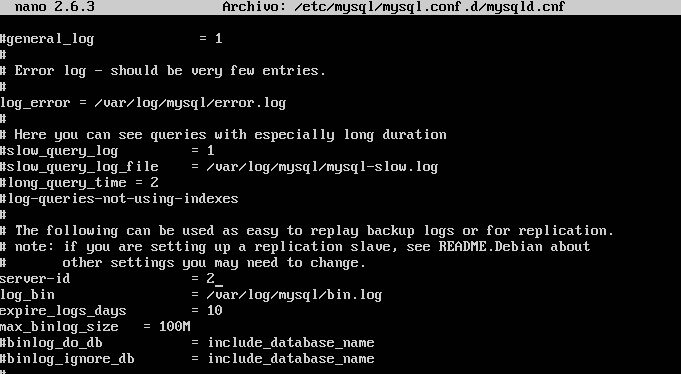 nano 2.6.3 Archivo: /etc/mysql/mysql.conf.d/mysqld.cnf
#general_log = 1
#
# Error log - should be very few entries.
#
log_error = /var/log/mysql/error.log
#
# Here you can see queries with especially long duration
#slow_query_log = 1
#slow_query_log_file = /var/log/mysql/mysql-slow.log
#long_query_time = 2
#log-queries-not-using-indexes
#
# The following can be used as easy to replay backup logs or for replication.
# note: if you are setting up a replication slave, see README.Debian about
# other settings you may need to change.
server-id = 2_
log_bin = /var/log/mysql/bin.log
expire_logs_days = 10
max_binlog_size = 100M
#binlog_do_db = include_database_name
#binlog_ignore_db = include_database_name
#